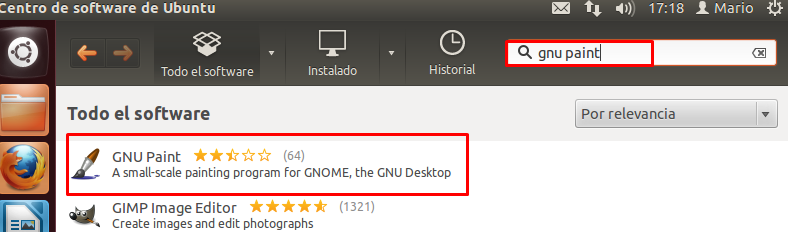 Centro de software de Ubuntu
17:18 Mario
Todo el software
Instalado
Historial
gnu paint
Todo el software
Por relevancia
GNU Paint (64)
A small-scale painting program for GNOME, the GNU Desktop
GIMP Image Editor (1321)
Create images and edit photographs